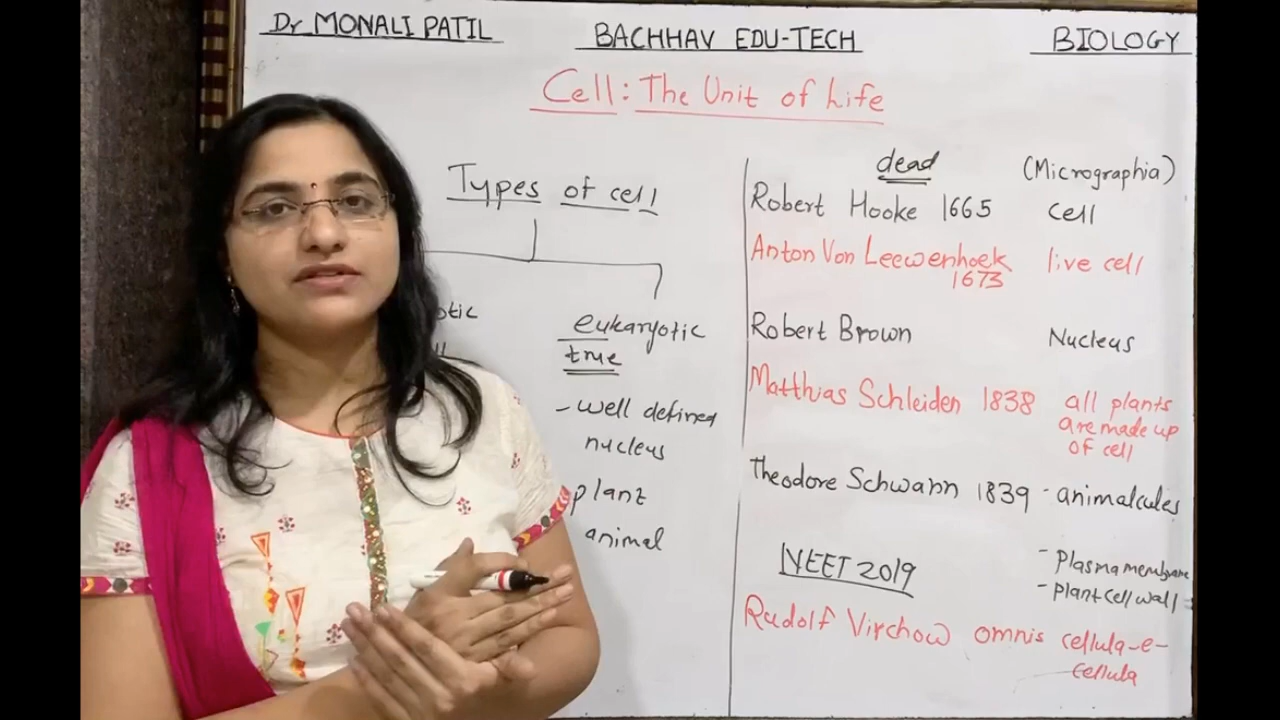 Dr MONALI PATIL
BACHHAV EDU-TECH
BIOLOGY
Cell: The Unit of Life
Types of cell
eukaryotic
true
- well defined
nucleus
plant
animal
dead
(Micrographia)
Robert Hooke 1665 cell
Anton Von Leewenhoek live cell
1673
Robert Brown Nucleus
Matthias Schleiden 1838 all plants
are made up
of cell
Theodore Schwann 1839 - animalcules
- Plasma membrane
- plant cell wall
NEET 2019
Rudolf Virchow omnis cellula-e-
cellula